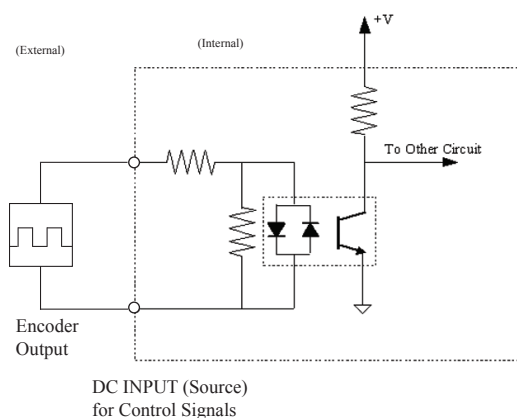 +V
(External)
(Internal)
To Other Circuit
Encoder
Output
DC INPUT (Source)
for Control Signals